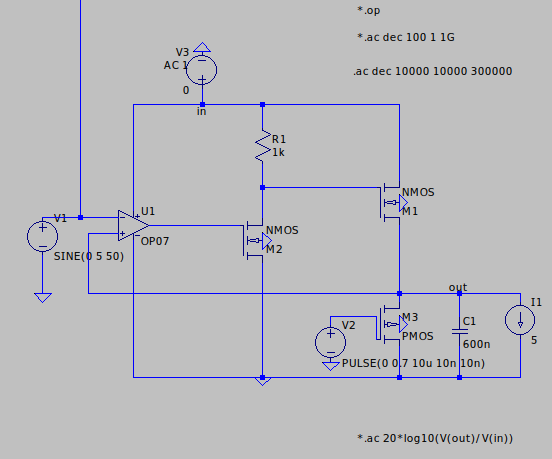 *.op
*.ac dec 100 1 1G
.ac dec 10000 10000 300000
V3
AC 1
0
in
R1
1k
NMOS
M1
V1
U1
OP07
SINE(0 5 50)
NMOS
M2
out
I1
5
M3
PMOS
C1
600n
V2
PULSE(0 0.7 10u 10n 10n)
*.ac 20*log10(V(out)/V(in))